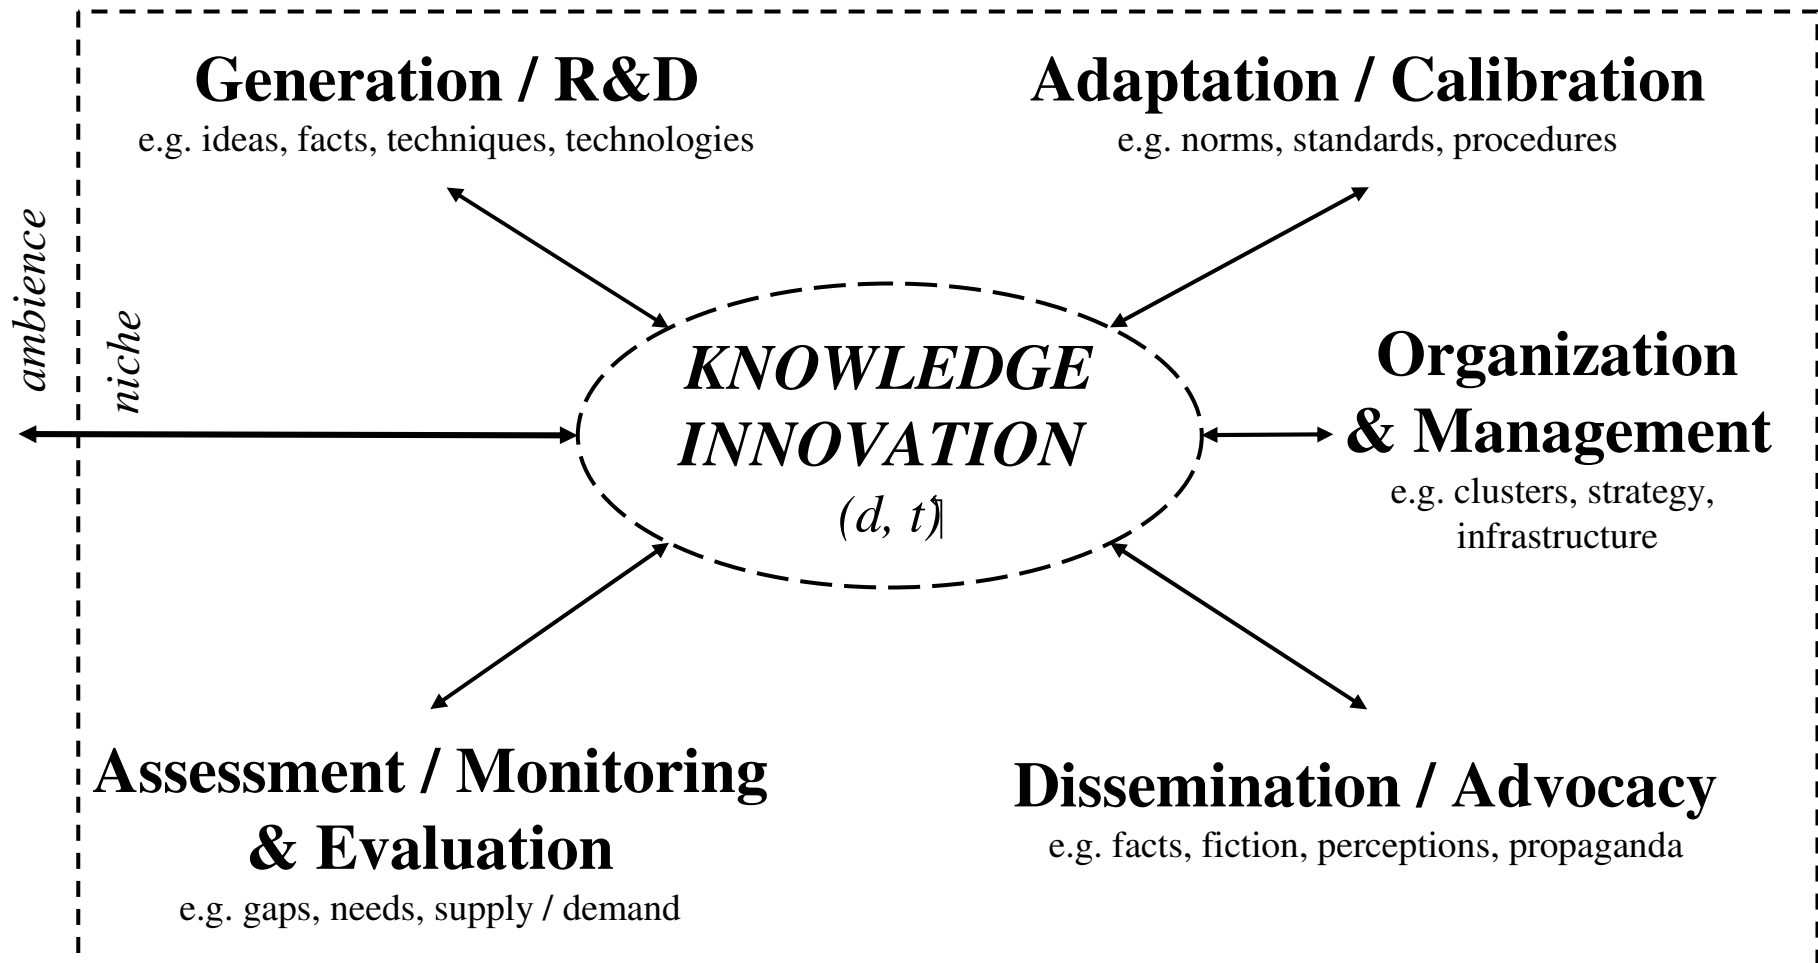 Generation / R&D
e.g. ideas, facts, techniques, technologies
Adaptation / Calibration
e.g. norms, standards, procedures
ambience
niche
KNOWLEDGE
INNOVATION
(d, t)
Organization
& Management
e.g. clusters, strategy,
infrastructure
Assessment / Monitoring
& Evaluation
e.g. gaps, needs, supply / demand
Dissemination / Advocacy
e.g. facts, fiction, perceptions, propaganda